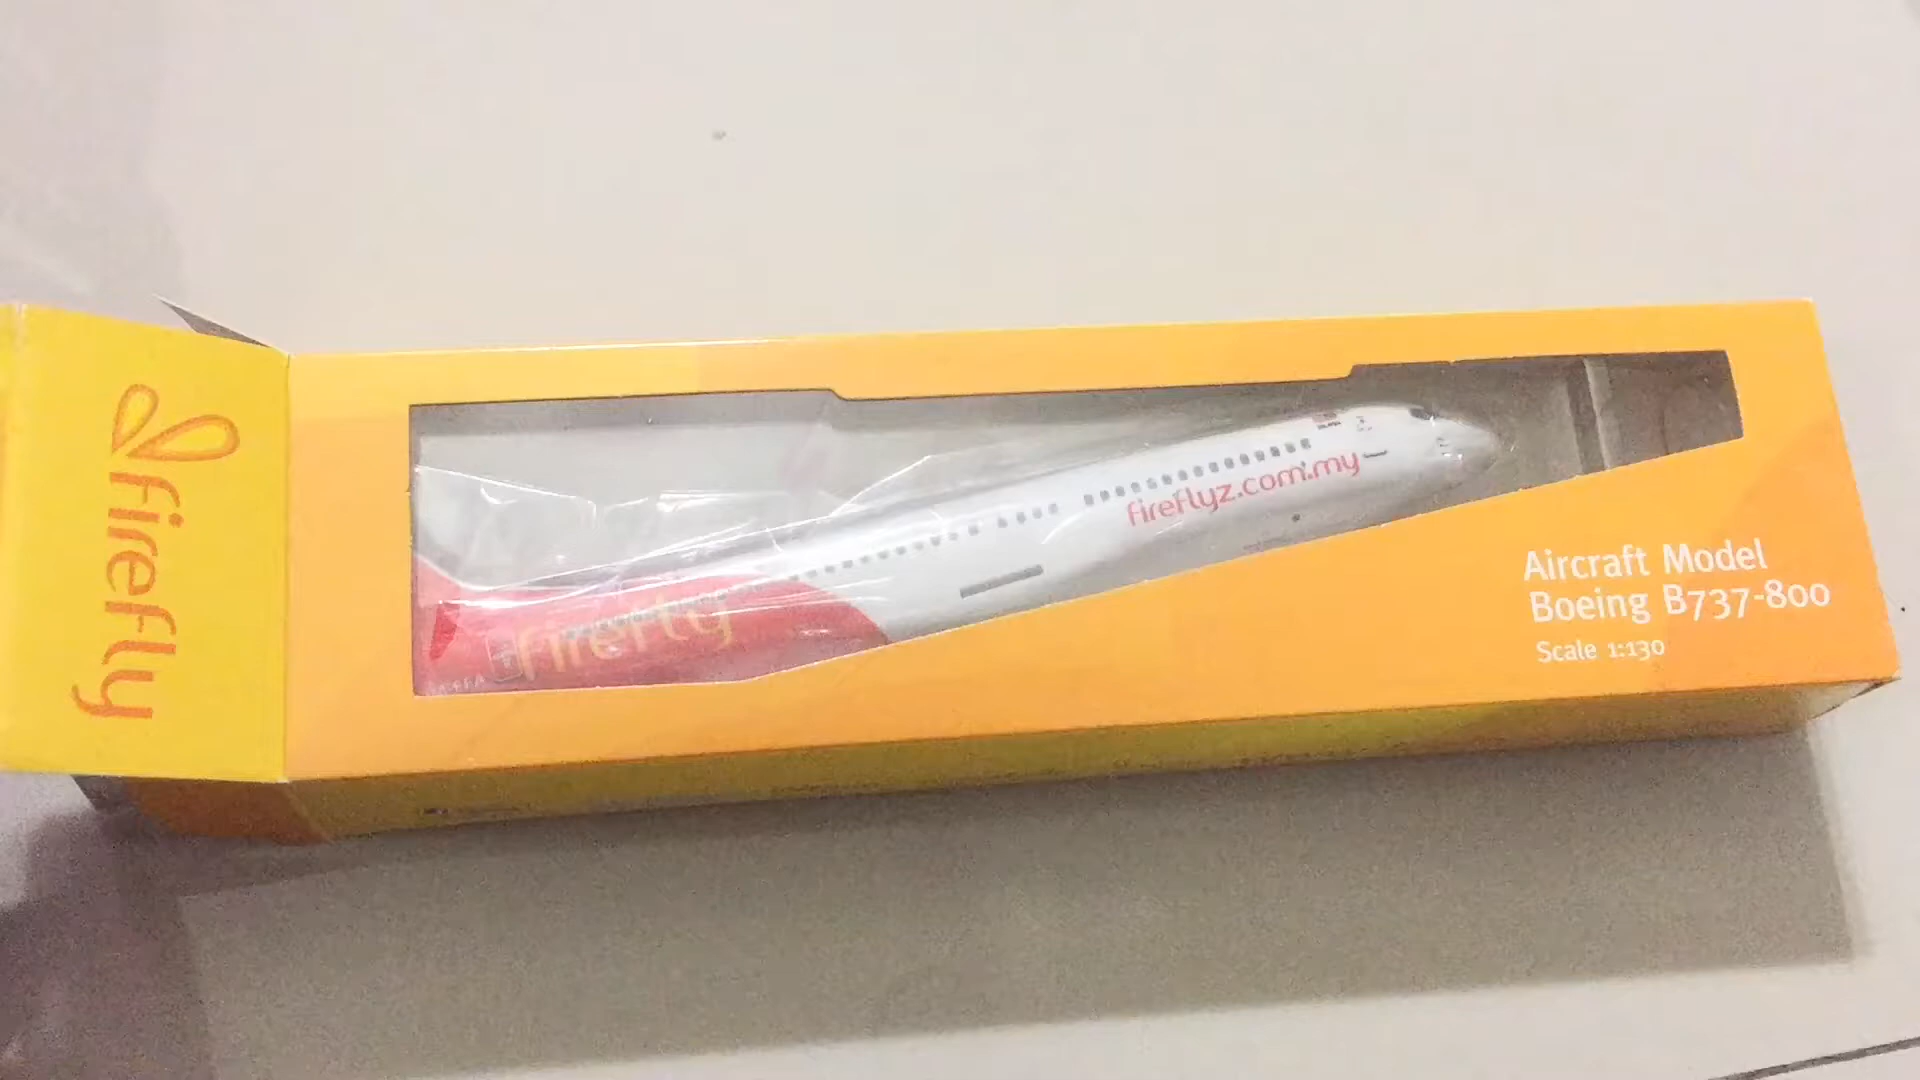 firefly
fireflyz.com.my
firefly
Aircraft Model
Boeing B737-800
Scale 1:130